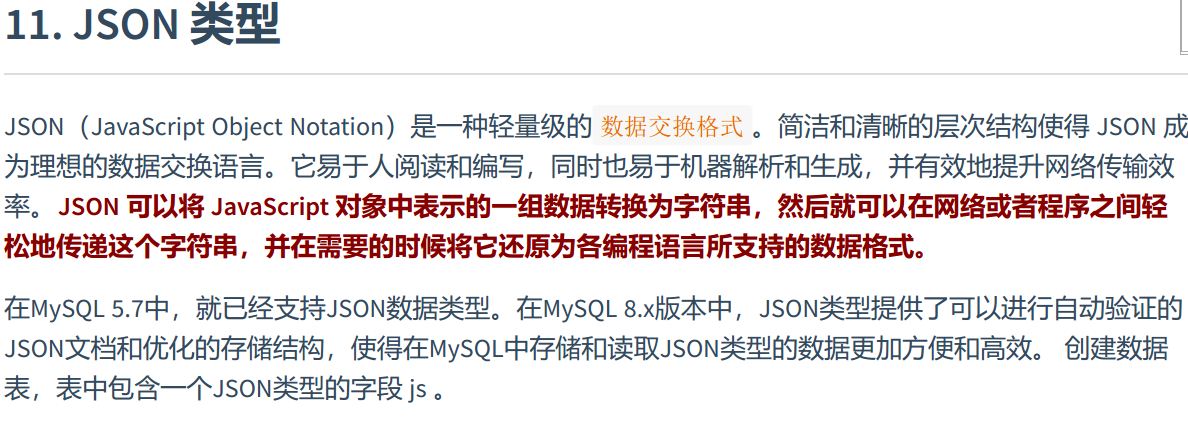 11. JSON 类型
JSON（JavaScript Object Notation）是一种轻量级的 数据交换格式 。简洁和清晰的层次结构使得 JSON 成
为理想的数据交换语言。它易于人阅读和编写，同时也易于机器解析和生成，并有效地提升网络传输效
率。JSON 可以将 JavaScript 对象中表示的一组数据转换为字符串，然后就可以在网络或者程序之间轻
松地传递这个字符串，并在需要的时候将它还原为各编程语言所支持的数据格式。
在MySQL 5.7中，就已经支持JSON数据类型。在MySQL 8.x版本中，JSON类型提供了可以进行自动验证的
JSON文档和优化的存储结构，使得在MySQL中存储和读取JSON类型的数据更加方便和高效。 创建数据
表，表中包含一个JSON类型的字段 js 。